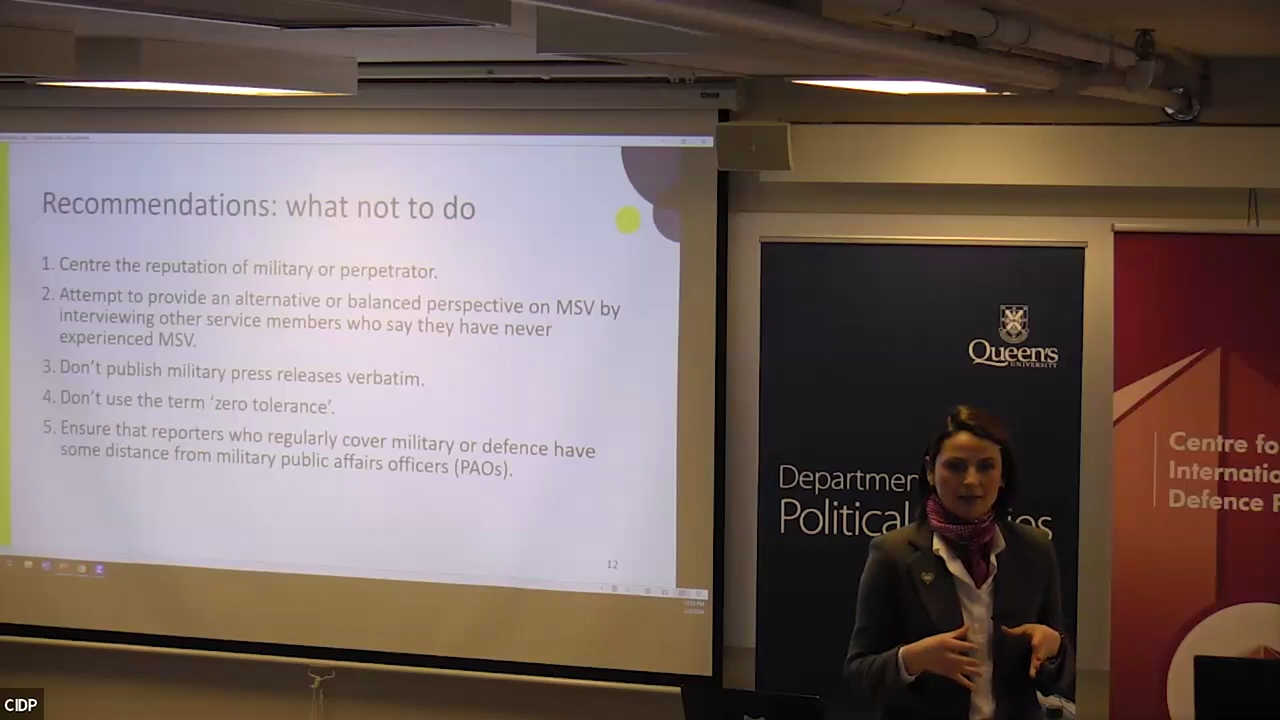 Recommendations: what not to do
1. Centre the reputation of military or perpetrator.
2. Attempt to provide an alternative or balanced perspective on MSV by
interviewing other service members who say they have never
experienced MSV.
3. Don't publish military press releases verbatim.
4. Don't use the term 'zero tolerance'.
5. Ensure that reporters who regularly cover military or defence have
some distance from military public affairs officers (PAOs).
12
Queen's
UNIVERSITY
Departmen
Political ies
Centre fo
Internatio
Defence P
CIDP